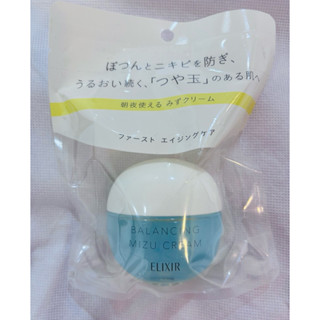 ぽつんとニキビを防ぎ、
うるおい続く、「つや玉」のある肌へ
朝夜使える みずクリーム
ファースト エイジングケア
BALANCING
MIZU CREAM
ELIXIR